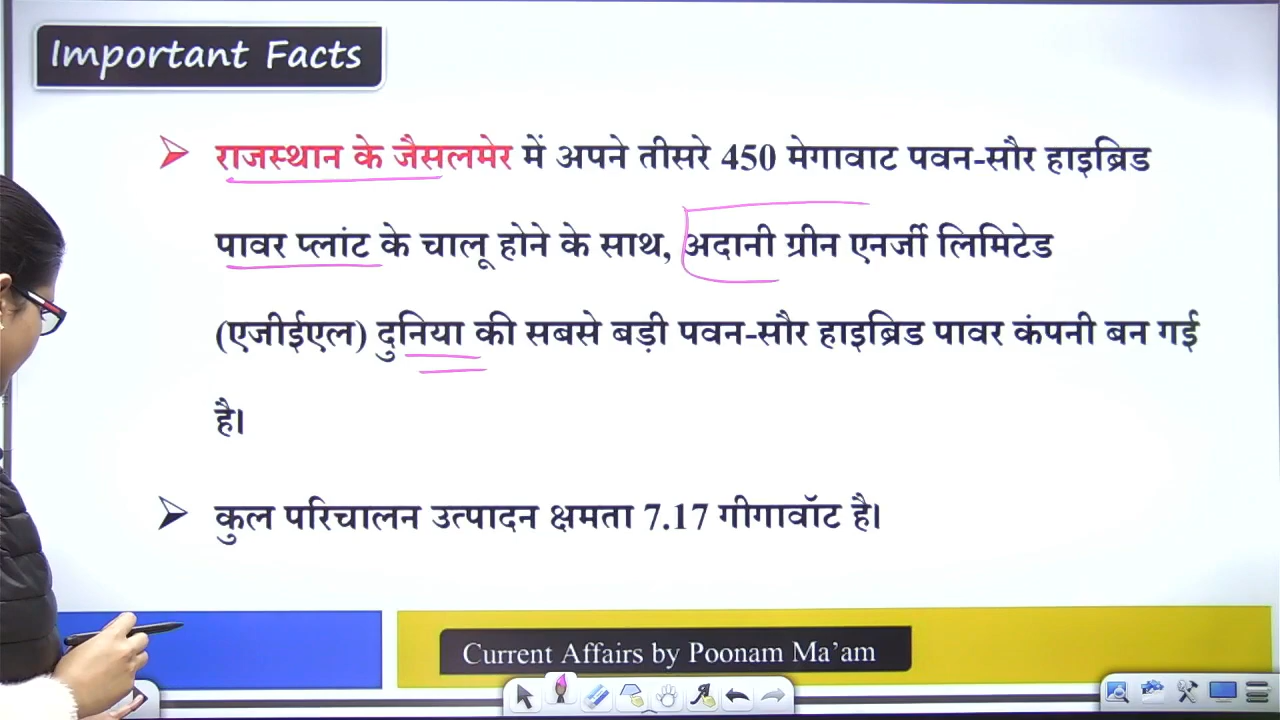 Important Facts
राजस्थान के जैसलमेर में अपने तीसरे 450 मेगावाट पवन-सौर हाइब्रिड
पावर प्लांट के चालू होने के साथ, अदानी ग्रीन एनर्जी लिमिटेड
(एजीईएल) दुनिया की सबसे बड़ी पवन-सौर हाइब्रिड पावर कंपनी बन गई
है।
कुल परिचालन उत्पादन क्षमता 7.17 गीगावॉट है।
Current Affairs by Poonam Ma’am